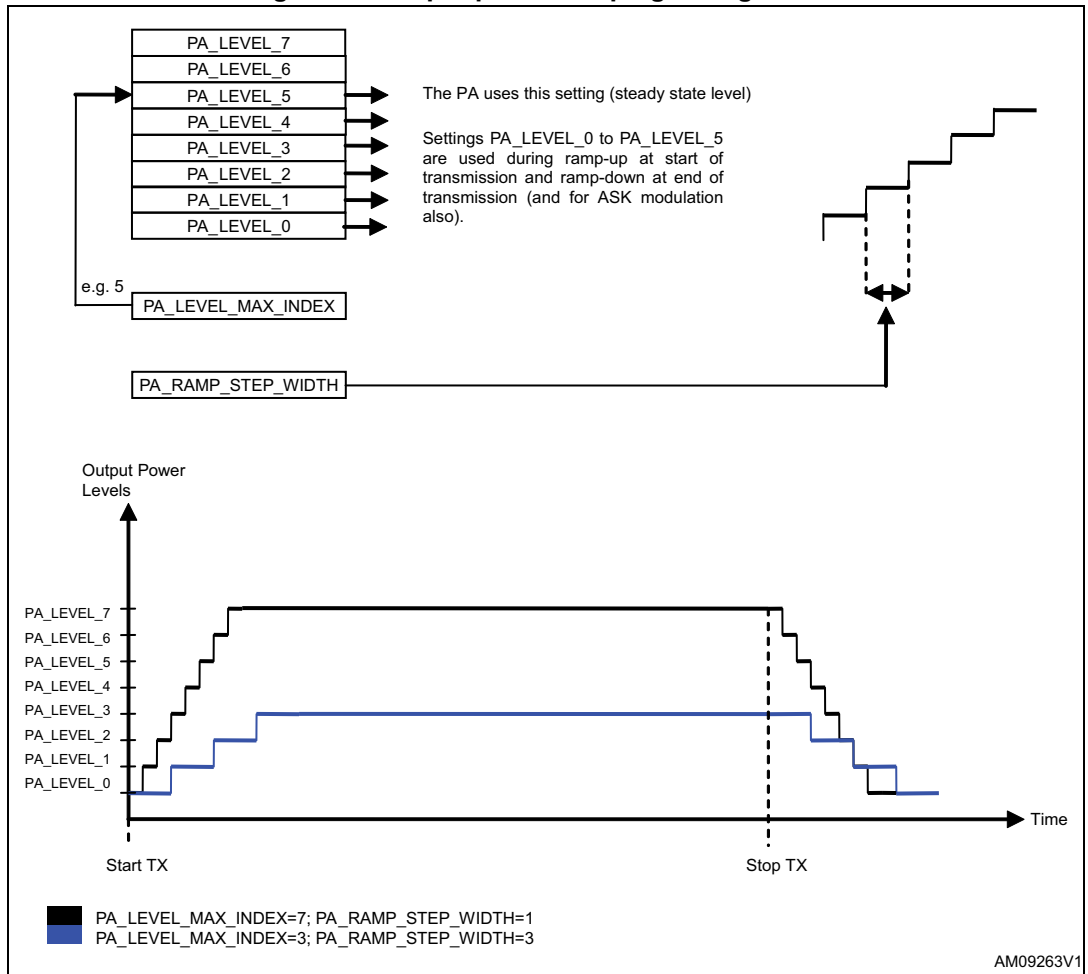 PA_LEVEL_7
PA_LEVEL_6
PA_LEVEL_5
PA_LEVEL_4
PA_LEVEL_3
PA_LEVEL_2
PA_LEVEL_1
PA_LEVEL_0
The PA uses this setting (steady state level)
Settings PA_LEVEL_0 to PA_LEVEL_5
are used during ramp-up at start of
transmission and ramp-down at end of
transmission (and for ASK modulation
also).
e.g. 5
PA_LEVEL_MAX_INDEX
PA_RAMP_STEP_WIDTH
Output Power
Levels
PA_LEVEL_7
PA_LEVEL_6
PA_LEVEL_5
PA_LEVEL_4
PA_LEVEL_3
PA_LEVEL_2
PA_LEVEL_1
PA_LEVEL_0
Time
Start TX
Stop TX
PA_LEVEL_MAX_INDEX=7; PA_RAMP_STEP_WIDTH=1
PA_LEVEL_MAX_INDEX=3; PA_RAMP_STEP_WIDTH=3
AM09263V1